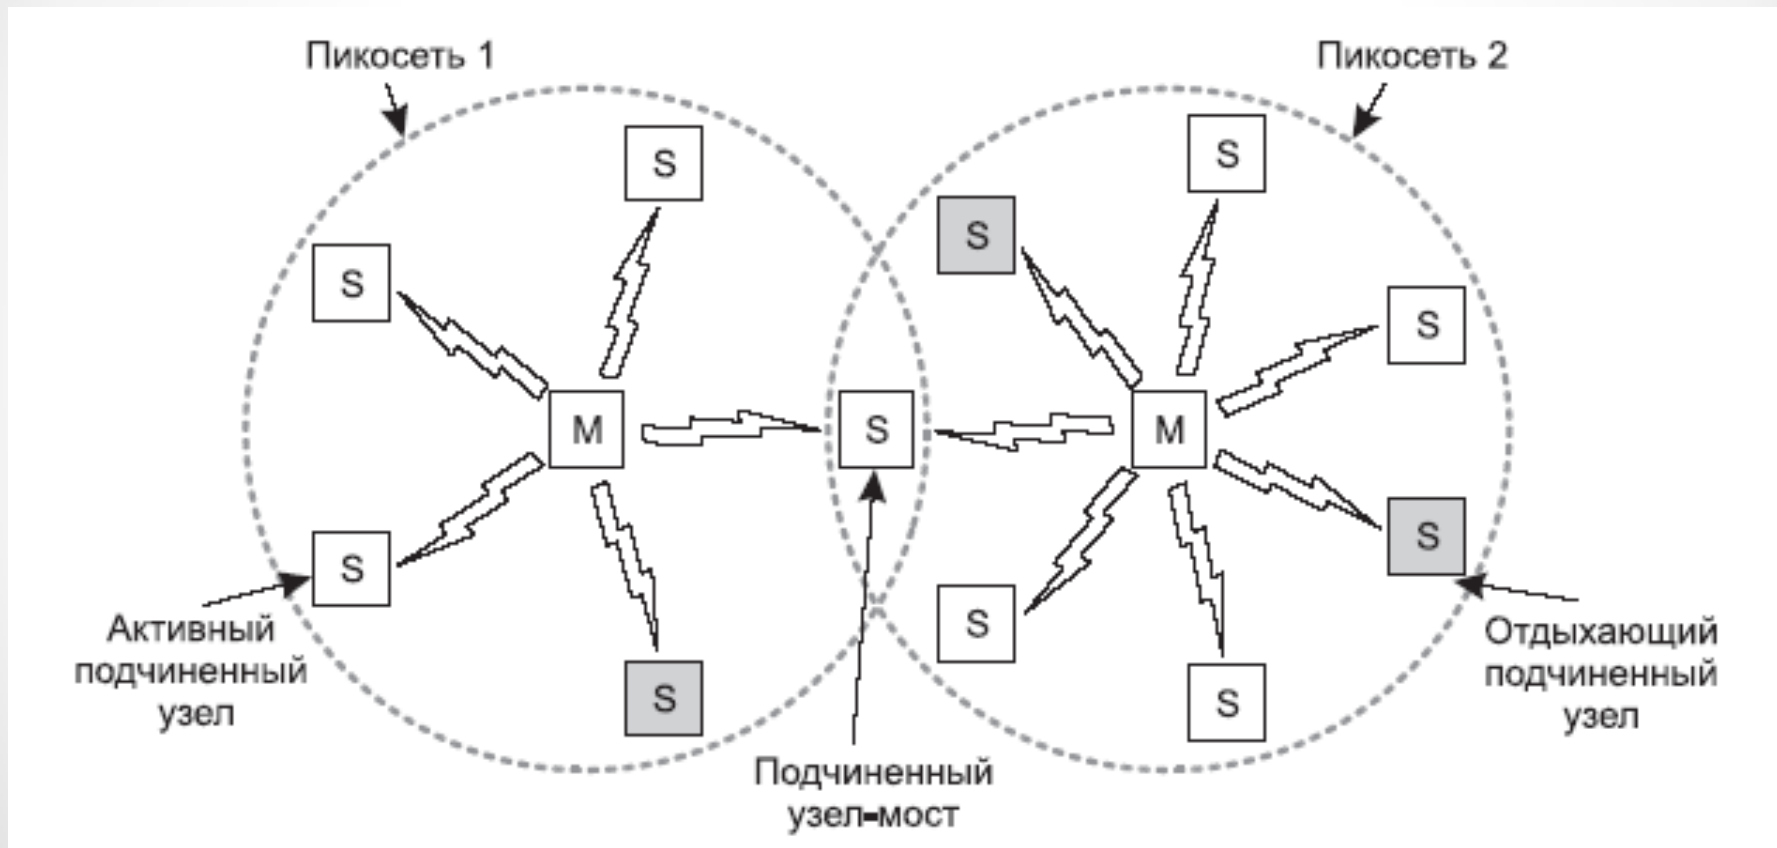 Пикосеть 1
Пикосеть 2
S
S
S
S
S
S
M
S
M
S
S
S
S
S
Активный
подчиненный
узел
Подчиненный
узел-мост
Отдыхающий
подчиненный
узел